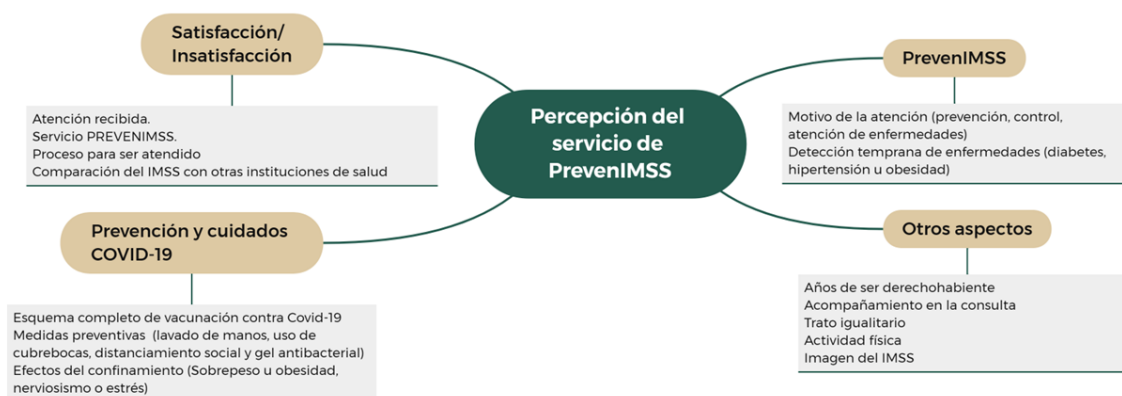 Satisfacción/
Insatisfacción
Atención recibida.
Servicio PREVENIMSS.
Proceso para ser atendido
Comparación del IMSS con otras instituciones de salud
Prevención y cuidados
COVID-19
Esquema completo de vacunación contra Covid-19
Medidas preventivas (lavado de manos, uso de
cubrebocas, distanciamiento social y gel antibacterial)
Efectos del confinamiento (Sobrepeso u obesidad,
nerviosismo o estrés)
Percepción del
servicio de
PrevenIMSS
PrevenIMSS
Motivo de la atención (prevención, control,
atención de enfermedades)
Detección temprana de enfermedades (diabetes,
hipertensión u obesidad)
Otros aspectos
Años de ser derechohabiente
Acompañamiento en la consulta
Trato igualitario
Actividad física
Imagen del IMSS